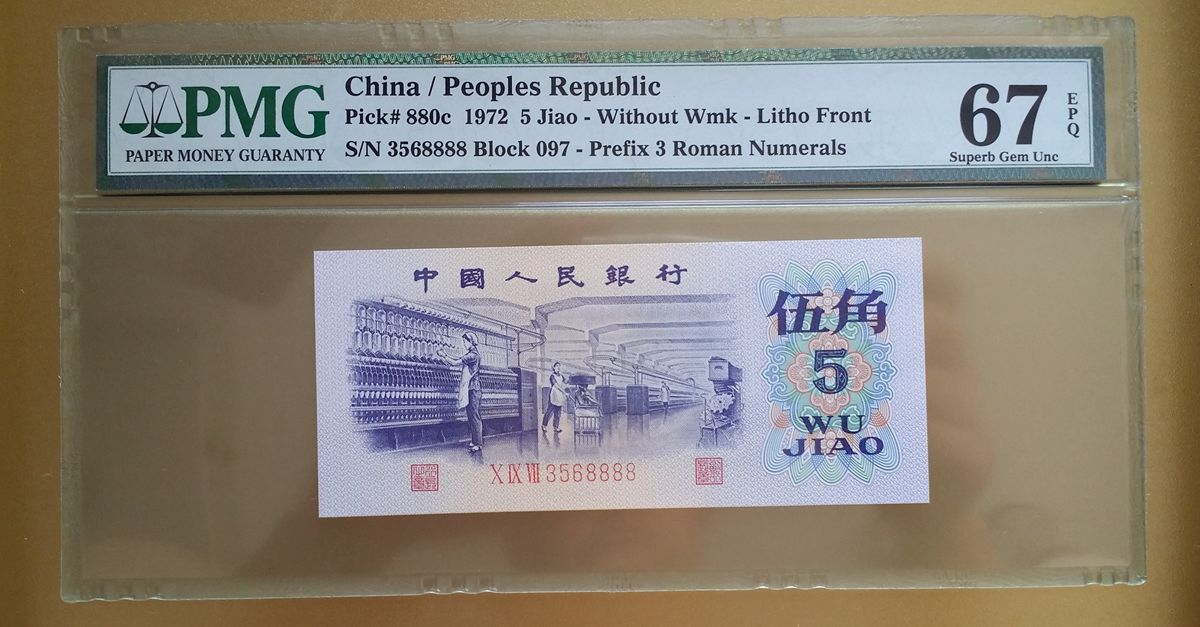 PMG
PAPER MONEY GUARANTY
China / Peoples Republic
Pick# 880c 1972 5 Jiao - Without Wmk - Litho Front
S/N 3568888 Block 097 - Prefix 3 Roman Numerals
67
EPQ
Superb Gem Unc
中國人民銀行
伍角
5
WU
JIAO
X IX VII 3568888